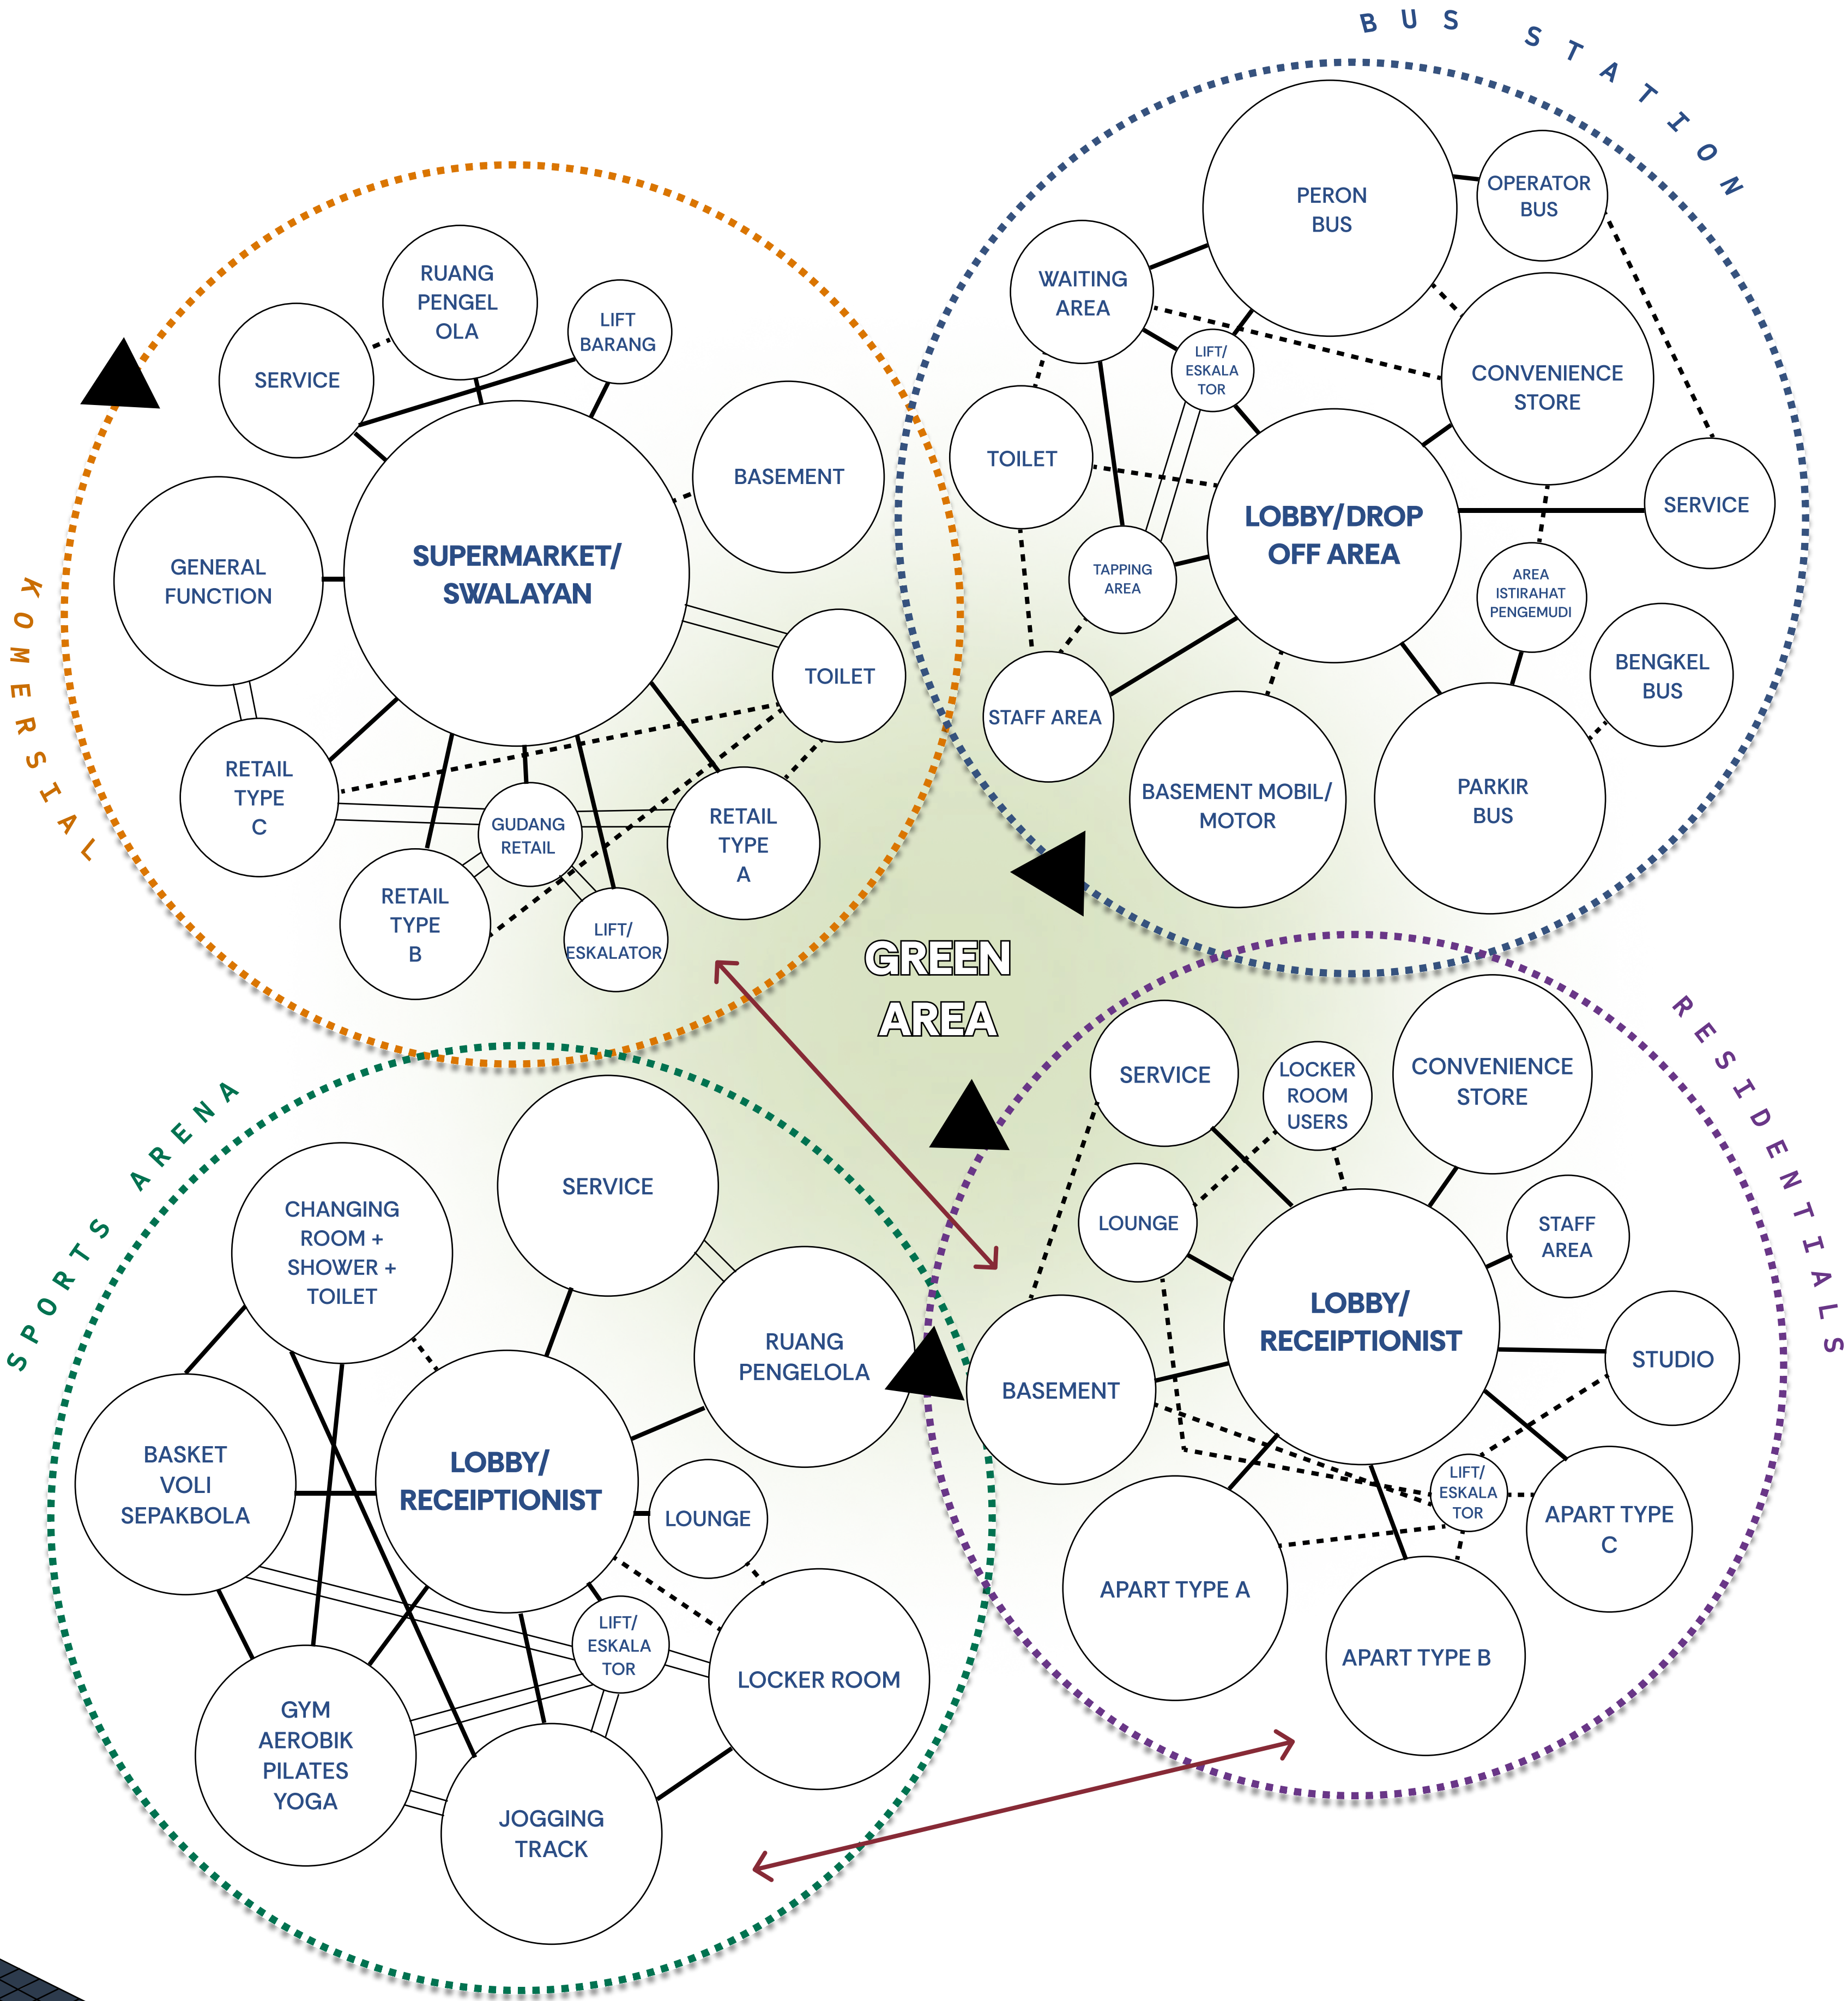 BUS STATION
PERON
BUS
OPERATOR
BUS
WAITING
AREA
LIFT/
ESKALA
TOR
CONVENIENCE
STORE
TOILET
LOBBY/DROP
OFF AREA
SERVICE
TAPPING
AREA
AREA
ISTIRAHAT
PENGEMUDI
BENGKEL
BUS
STAFF AREA
BASEMENT MOBIL/
MOTOR
PARKIR
BUS
KOMERSIAL
RUANG
PENGEL
OLA
LIFT
BARANG
SERVICE
BASEMENT
GENERAL
FUNCTION
SUPERMARKET/
SWALAYAN
TOILET
RETAIL
TYPE
C
GUDANG
RETAIL
RETAIL
TYPE
A
RETAIL
TYPE
B
LIFT/
ESKALATOR
GREEN
AREA
SPORTS ARENA
SERVICE
CHANGING
ROOM +
SHOWER +
TOILET
RUANG
PENGELOLA
BASKET
VOLI
SEPAKBOLA
LOBBY/
RECEIPTIONIST
LOUNGE
LIFT/
ESKALA
TOR
LOCKER ROOM
GYM
AEROBIK
PILATES
YOGA
JOGGING
TRACK
RESIDENTIALS
SERVICE
LOCKER
ROOM
USERS
CONVENIENCE
STORE
LOUNGE
STAFF
AREA
LOBBY/
RECEIPTIONIST
STUDIO
BASEMENT
LIFT/
ESKALA
TOR
APART TYPE
C
APART TYPE A
APART TYPE B